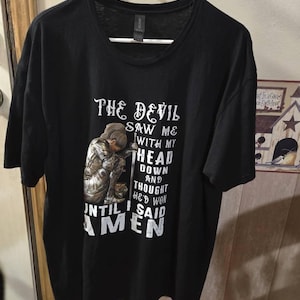 THE DEVIL
SAW ME
WITH MY
HEAD
DOWN
AND
THOUGHT
HE'D WON
UNTIL I SAID
AMEN